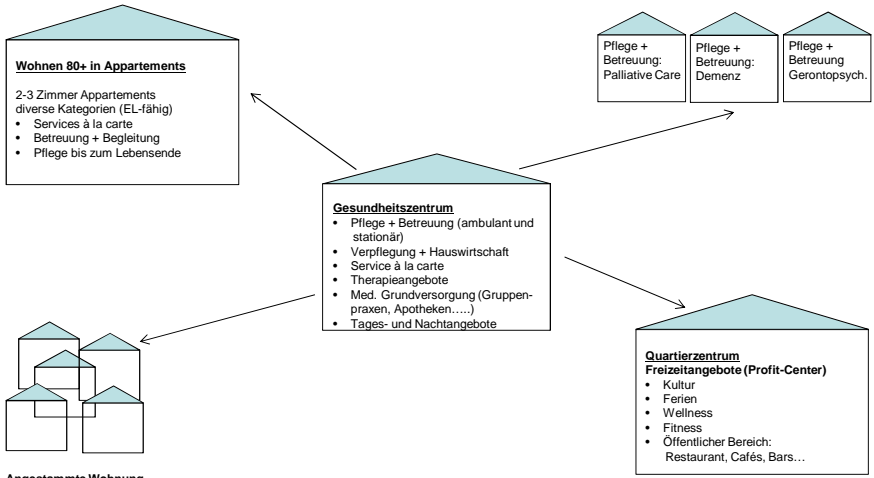 Wohnen 80+ in Appartements
2-3 Zimmer Appartements
diverse Kategorien (EL-fähig)
• Services à la carte
• Betreuung + Begleitung
• Pflege bis zum Lebensende
Pflege +
Betreuung:
Palliative Care
Pflege +
Betreuung:
Demenz
Pflege +
Betreuung
Gerontopsych.
Gesundheitszentrum
• Pflege + Betreuung (ambulant und
stationär)
• Verpflegung + Hauswirtschaft
• Service à la carte
• Therapieangebote
• Med. Grundversorgung (Gruppen-
praxen, Apotheken.....)
• Tages- und Nachtangebote
Quartierzentrum
Freizeitangebote (Profit-Center)
• Kultur
• Ferien
• Wellness
• Fitness
• Öffentlicher Bereich:
Restaurant, Cafés, Bars…
Angestammte Wohnung